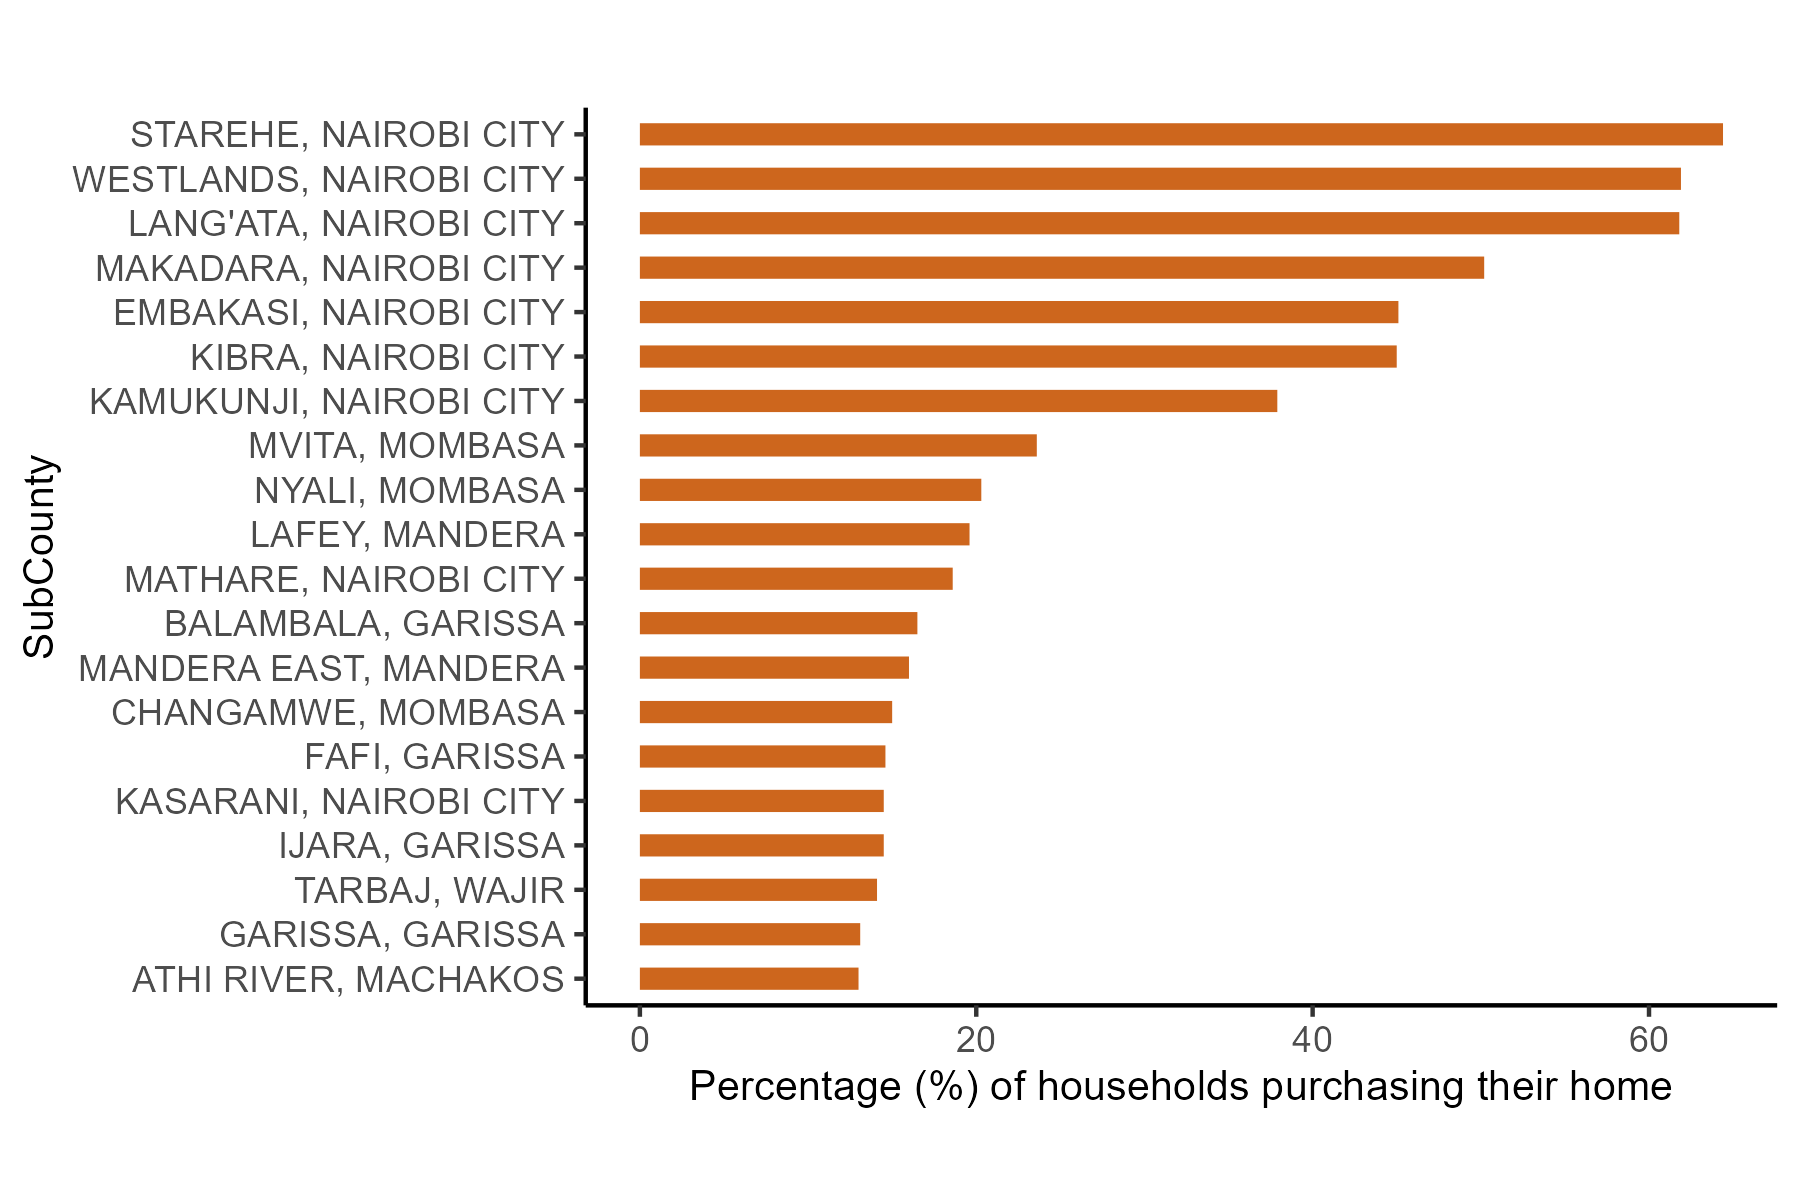 STAREHE, NAIROBI CITY
WESTLANDS, NAIROBI CITY
LANG'ATA, NAIROBI CITY
MAKADARA, NAIROBI CITY
EMBAKASI, NAIROBI CITY
KIBRA, NAIROBI CITY
KAMUKUNJI, NAIROBI CITY
MVITA, MOMBASA
NYALI, MOMBASA
LAFEY, MANDERA
MATHARE, NAIROBI CITY
BALAMBALA, GARISSA
MANDERA EAST, MANDERA
CHANGAMWE, MOMBASA
FAFI, GARISSA
KASARANI, NAIROBI CITY
IJARA, GARISSA
TARBAJ, WAJIR
GARISSA, GARISSA
ATHI RIVER, MACHAKOS
SubCounty
0 20 40 60
Percentage (%) of households purchasing their home